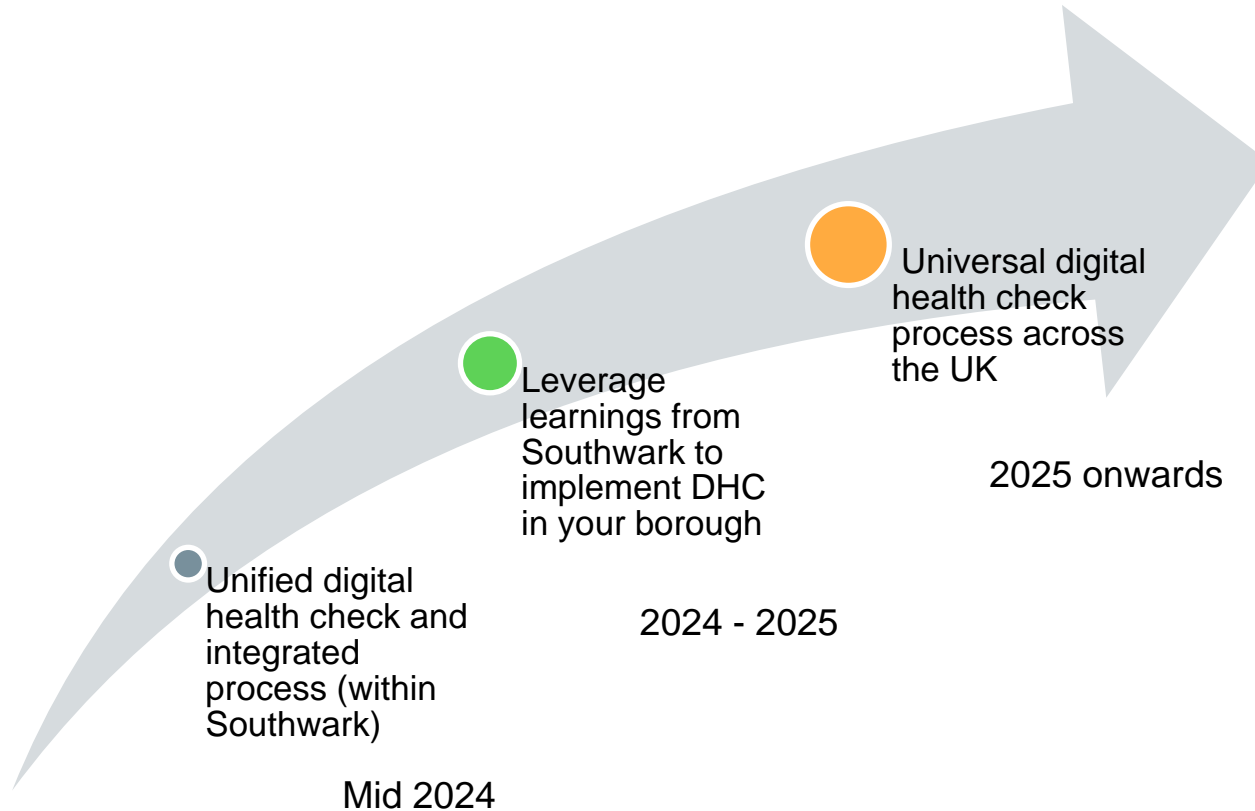 Unified digital
health check and
integrated
process (within
Southwark)
Mid 2024
Leverage
learnings from
Southwark to
implement DHC
in your borough
2024 - 2025
Universal digital
health check
process across
the UK
2025 onwards